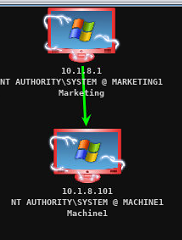 10.1.8.1
NT AUTHORITY\SYSTEM @ MARKETING1
Marketing
10.1.8.101
NT AUTHORITY\SYSTEM @ MACHINE1
Machine1